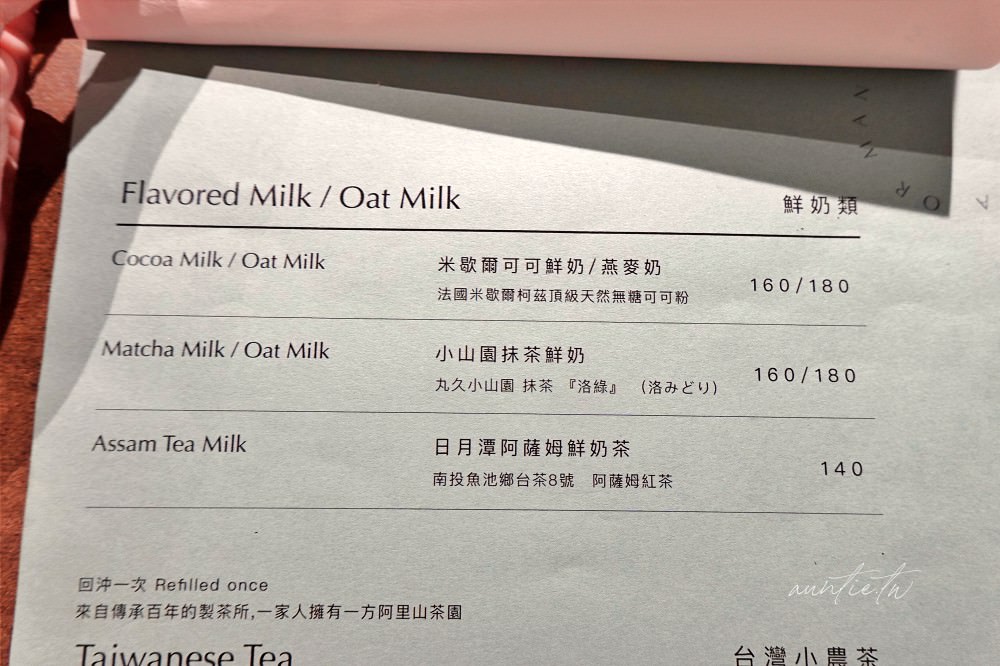 Flavored Milk / Oat Milk 鮮奶類
Cocoa Milk / Oat Milk 米歇爾可可鮮奶/燕麥奶 160/180
法國米歇爾柯茲頂級天然無糖可可粉
Matcha Milk / Oat Milk 小山園抹茶鮮奶 160/180
丸久小山園 抹茶 『洛綠』 (洛みどり)
Assam Tea Milk 日月潭阿薩姆鮮奶茶 140
南投魚池鄉台茶8號 阿薩姆紅茶
回沖一次 Refilled once
來自傳承百年的製茶所,一家人擁有一方阿里山茶園
Taiwanese Tea 台灣小農茶
auntie.tw